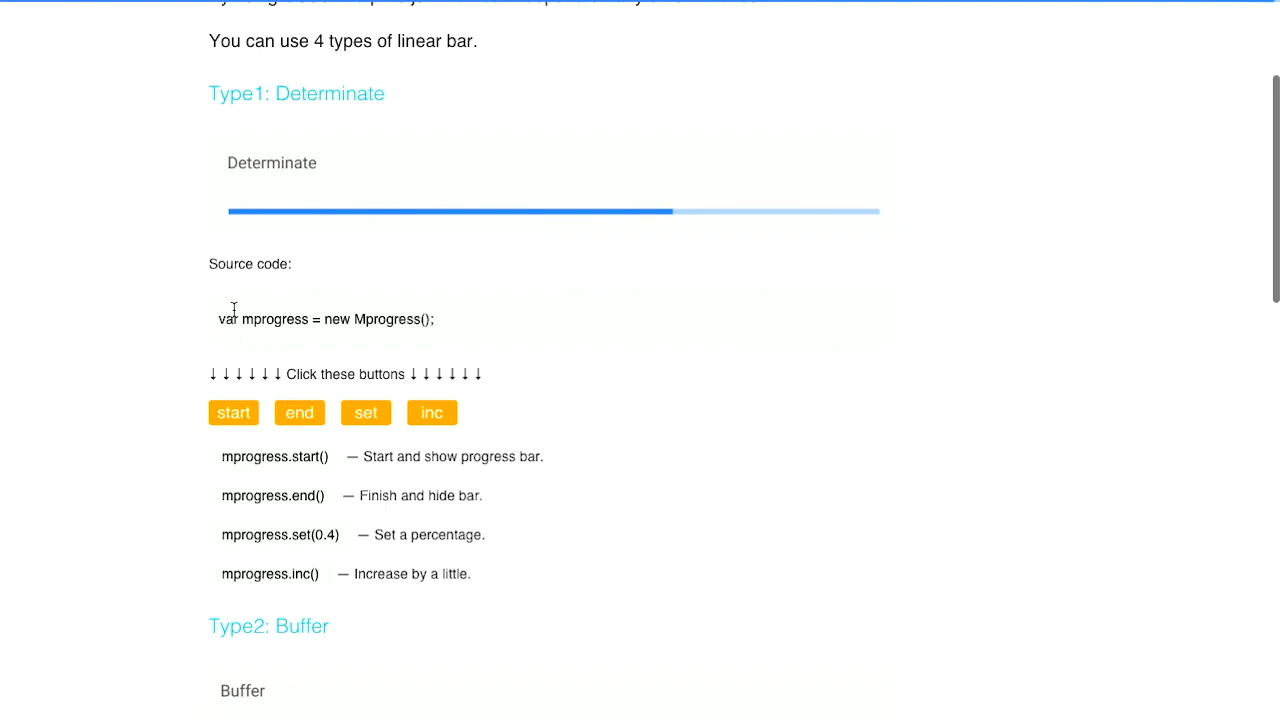 You can use 4 types of linear bar.
Type1: Determinate
Determinate
Source code:
var mprogress = new Mprogress();
↓ ↓ ↓ ↓ ↓ ↓ Click these buttons ↓ ↓ ↓ ↓ ↓ ↓
start end set inc
mprogress.start() — Start and show progress bar.
mprogress.end() — Finish and hide bar.
mprogress.set(0.4) — Set a percentage.
mprogress.inc() — Increase by a little.
Type2: Buffer
Buffer